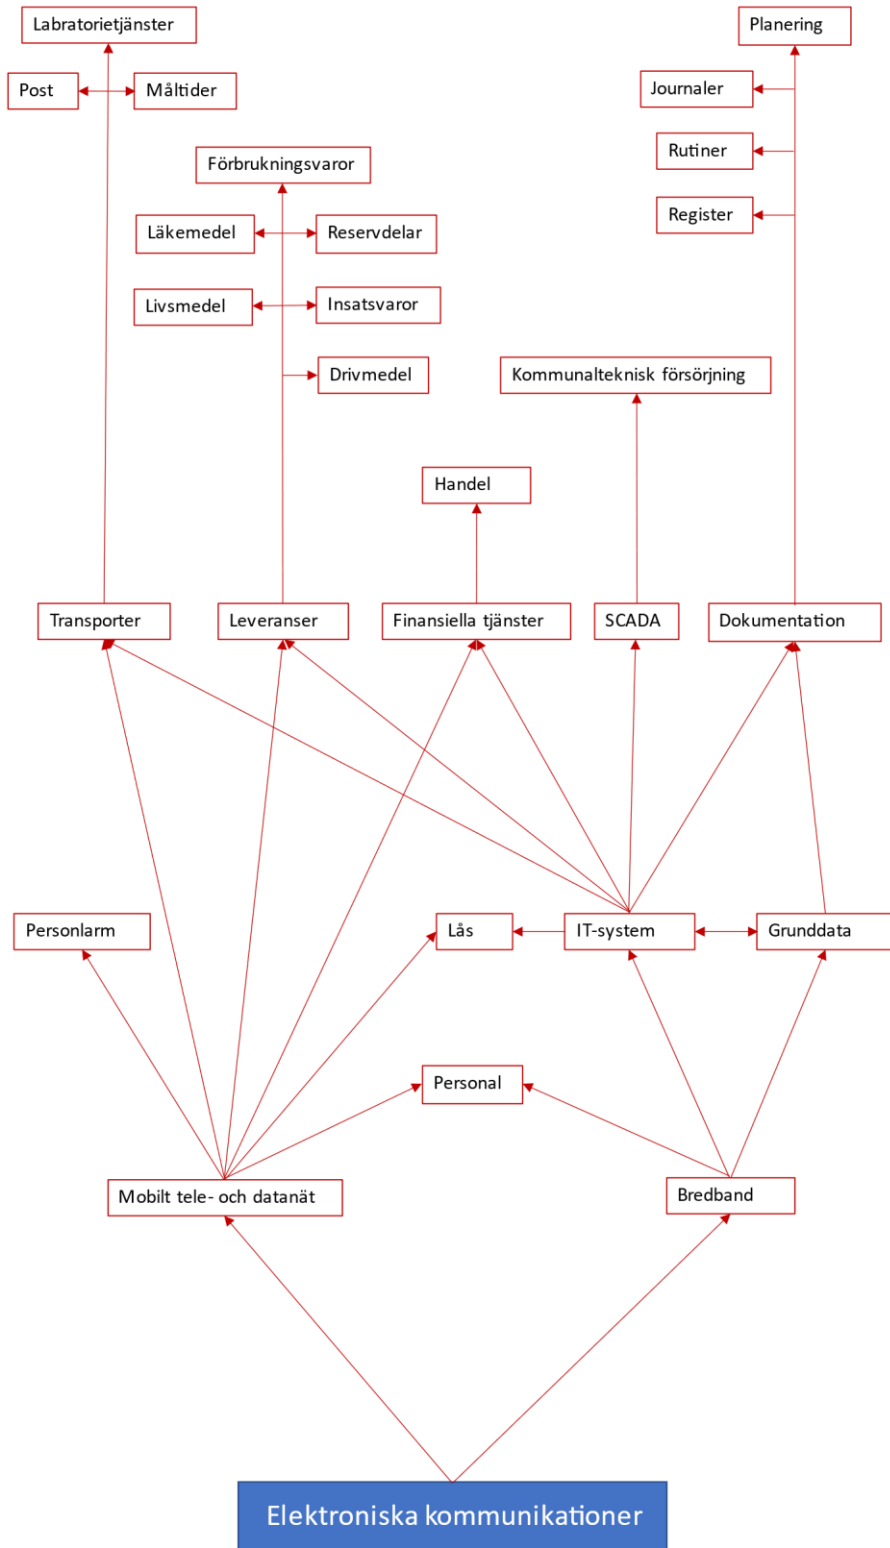 Labratorietjänster
Planering
Post
Måltider
Journaler
Rutiner
Förbrukningsvaror
Register
Läkemedel
Reservdelar
Livsmedel
Insatsvaror
Drivmedel
Kommunalteknisk försörjning
Handel
Transporter
Leveranser
Finansiella tjänster
SCADA
Dokumentation
Personlarm
Lås
IT-system
Grunddata
Personal
Mobilt tele- och datanät
Bredband
Elektroniska kommunikationer